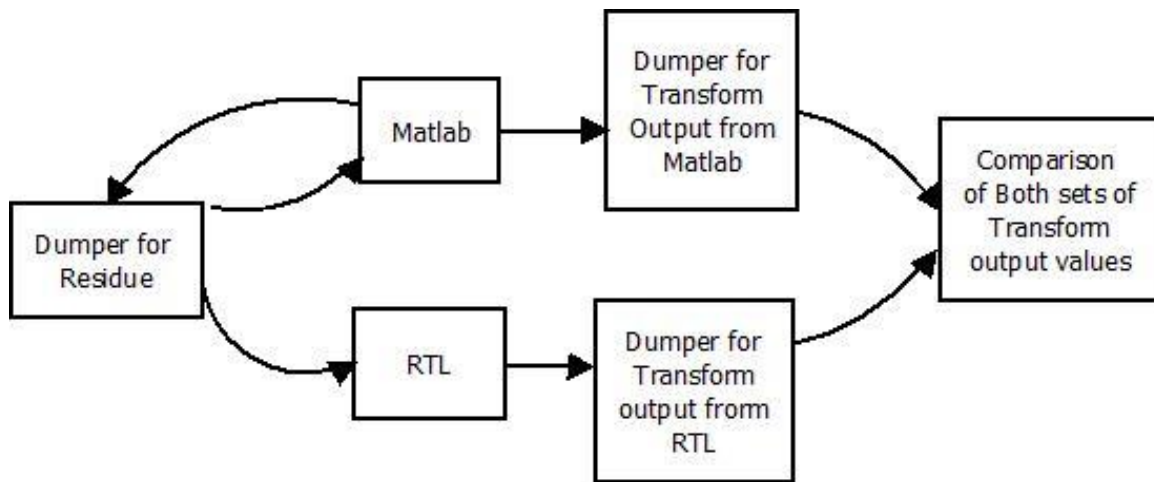 Dumper for
Residue
Matlab
Dumper for
Transform
Output from
Matlab
RTL
Dumper for
Transform
output frorm
RTL
Comparison
of Both sets of
Transform
output values